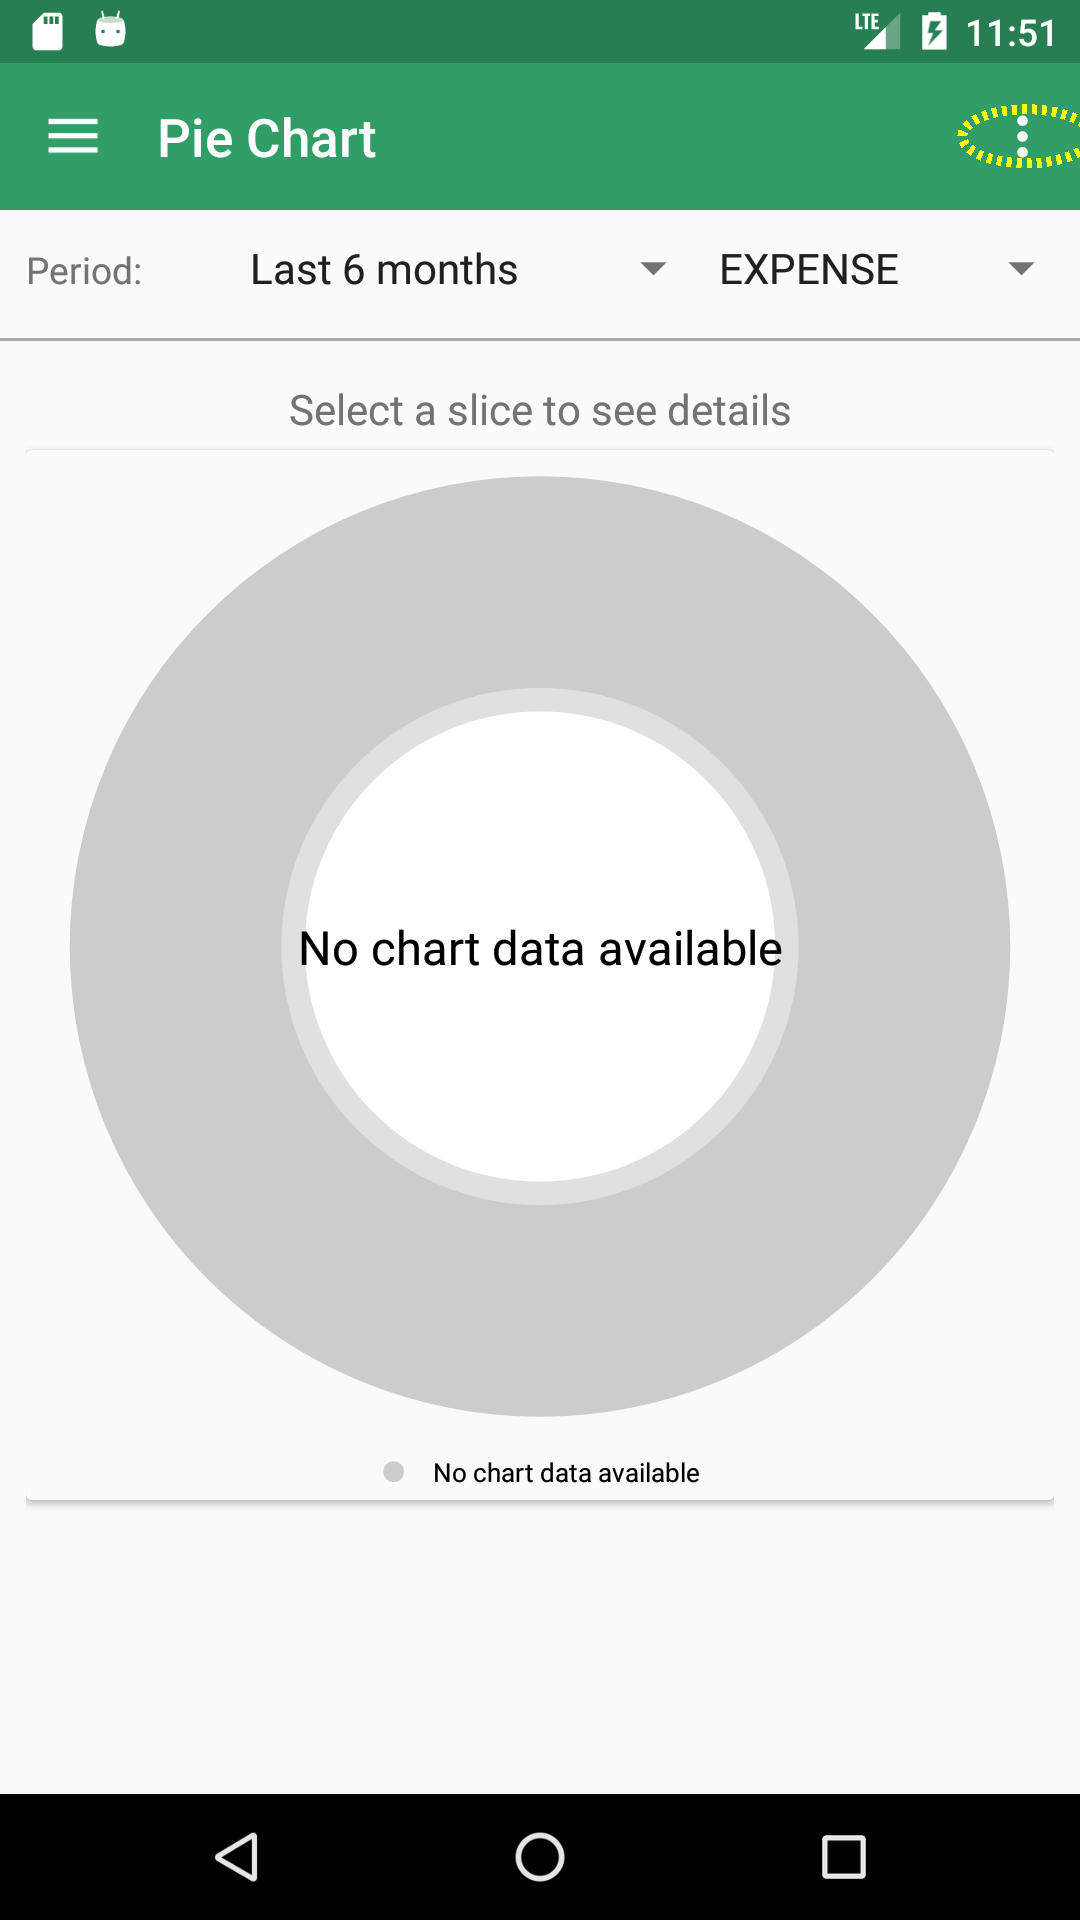 LTE 11:51
Pie Chart
Period: Last 6 months EXPENSE
Select a slice to see details
No chart data available
No chart data available